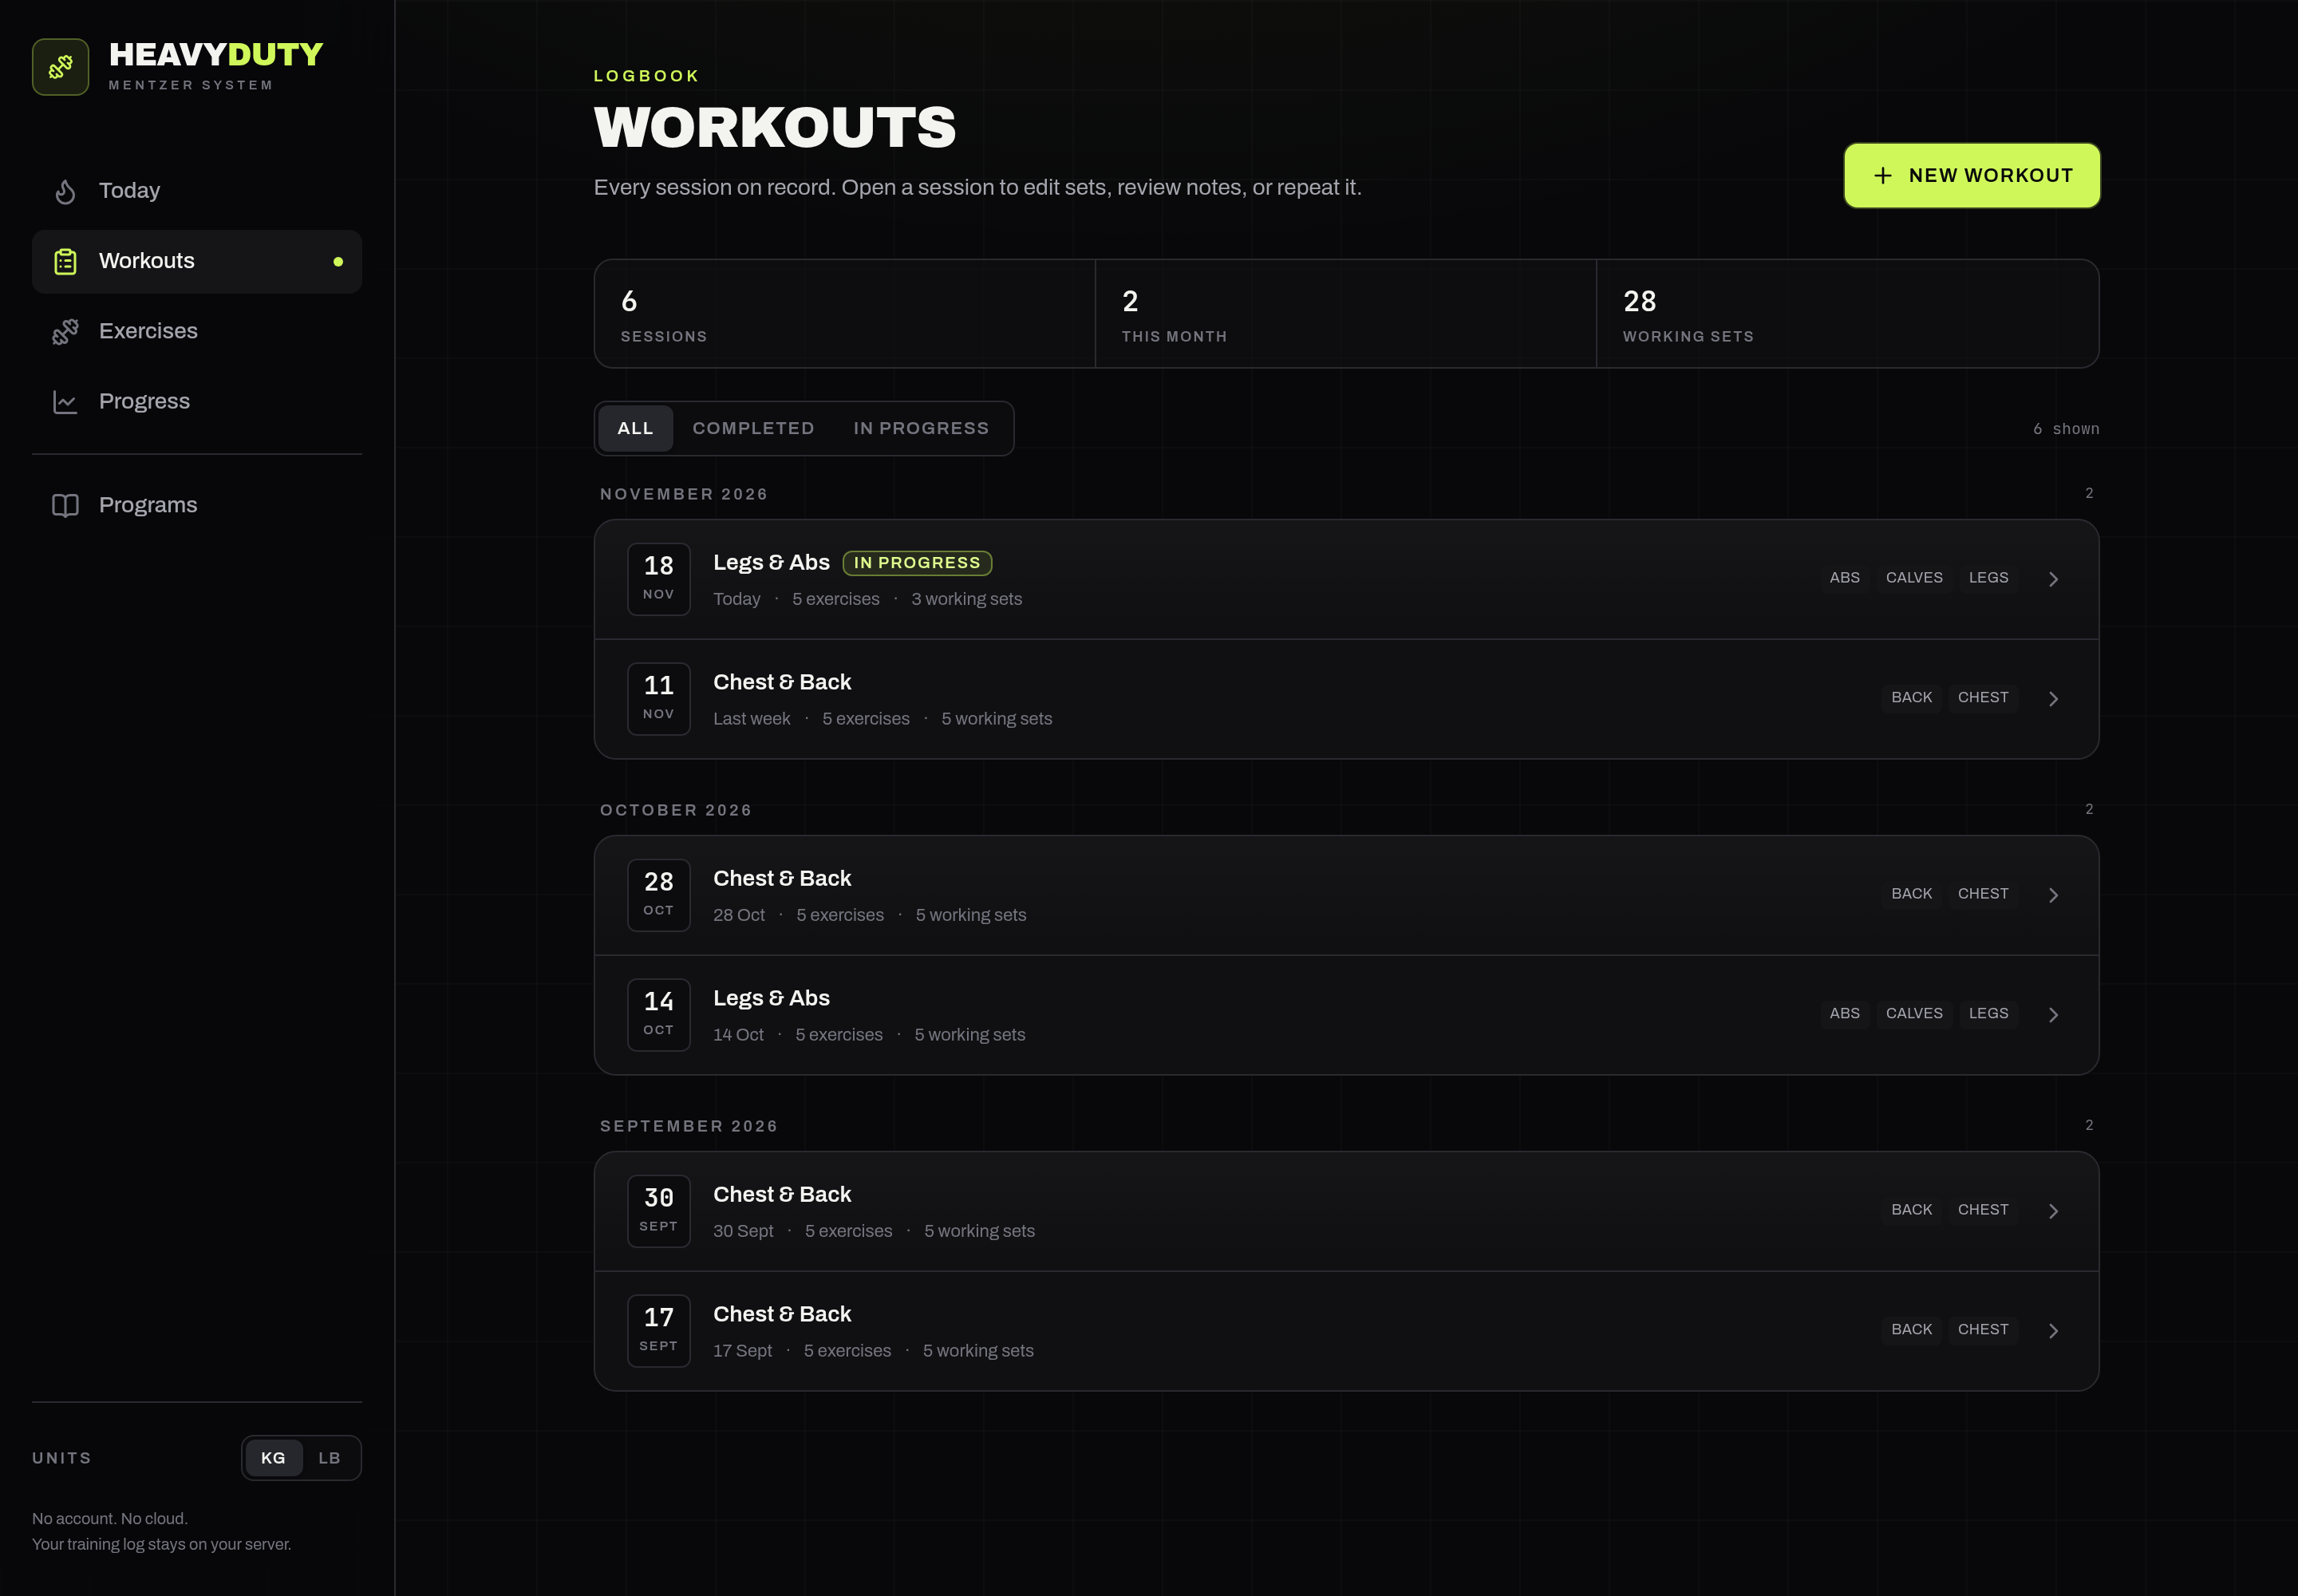 HEAVYDUTY
MENTZER SYSTEM
Today
Workouts
Exercises
Progress
Programs
UNITS
KG LB
No account. No cloud.
Your training log stays on your server.
LOGBOOK
WORKOUTS
Every session on record. Open a session to edit sets, review notes, or repeat it.
NEW WORKOUT
6
SESSIONS
2
THIS MONTH
28
WORKING SETS
ALL COMPLETED IN PROGRESS
6 shown
NOVEMBER 2026 2
18
NOV
Legs & Abs IN PROGRESS
Today · 5 exercises · 3 working sets
ABS CALVES LEGS
11
NOV
Chest & Back
Last week · 5 exercises · 5 working sets
BACK CHEST
OCTOBER 2026 2
28
OCT
Chest & Back
28 Oct · 5 exercises · 5 working sets
BACK CHEST
14
OCT
Legs & Abs
14 Oct · 5 exercises · 5 working sets
ABS CALVES LEGS
SEPTEMBER 2026 2
30
SEPT
Chest & Back
30 Sept · 5 exercises · 5 working sets
BACK CHEST
17
SEPT
Chest & Back
17 Sept · 5 exercises · 5 working sets
BACK CHEST